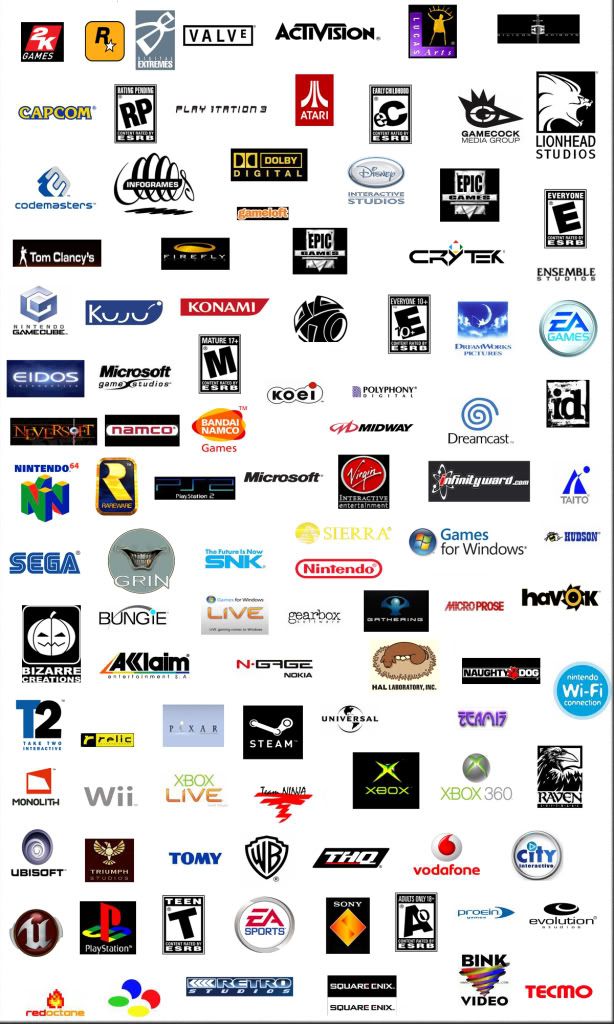 2K
GAMES
R
DIGITAL
EXTREMES
VALVE
ACTIVISION
LUCAS
Arts
CAPCOM
RATING PENDING
RP
CONTENT RATED BY
ESRB
PLAYSTATION 3
ATARI
EARLY CHILDHOOD
eC
CONTENT RATED BY
ESRB
GAMECOCK
MEDIA GROUP
LIONHEAD
STUDIOS
codemasters
INFOGRAMES
DOLBY
DIGITAL
gameloft
Disney
INTERACTIVE
STUDIOS
EPIC
GAMES
EVERYONE
E
CONTENT RATED BY
ESRB
Tom Clancy's
FIREFLY
EPIC
GAMES
CRYTEK
ENSEMBLE
STUDIOS
NINTENDO
GAMECUBE
Kuju
KONAMI
EVERYONE 10+
E
10+
CONTENT RATED BY
ESRB
DREAMWORKS
PICTURES
EA
GAMES
EIDOS
INTERACTIVE
Microsoft
game studios
MATURE 17+
M
CONTENT RATED BY
ESRB
KOEI
POLYPHONY
DIGITAL
Dreamcast
id
NEVERSOFT
namco
BANDAI
NAMCO
TM
Games
MIDWAY
NINTENDO 64
RAREWARE
PlayStation 2
Microsoft
Virgin
INTERACTIVE
entertainment
infinityward.com
TAITO
SEGA
GRIN
The Future Is Now
SNK
SIERRA
Nintendo
Games
for Windows
HUDSON
BIZARRE
CREATIONS
BUNGIE
Games for Windows
LIVE
gearbox
software
GATHERING
MICROPROSE
havok
AKKlaim
entertainment S.A
N-GAGE
NOKIA
HAL LABORATORY, INC.
NAUGHTY DOG
nintendo
Wi-Fi
connection
T2
TAKE TWO
INTERACTIVE
relic
PIXAR
STEAM
UNIVERSAL
TEAM17
MONOLITH
Wii
XBOX
LIVE
Team NINJA
XBOX
XBOX 360
RAVEN
UBISOFT
TRIUMPH
STUDIOS
TOMY
WB
THQ
vodafone
CITY
interactive
U
PlayStation
TEEN
T
CONTENT RATED BY
ESRB
EA
SPORTS
SONY
ADULTS ONLY 18+
AO
CONTENT RATED BY
ESRB
proein
games
evolution
studios
redoctane
RETRO
STUDIOS
SQUARE ENIX
SQUARE ENIX
BINK
VIDEO
TECMO